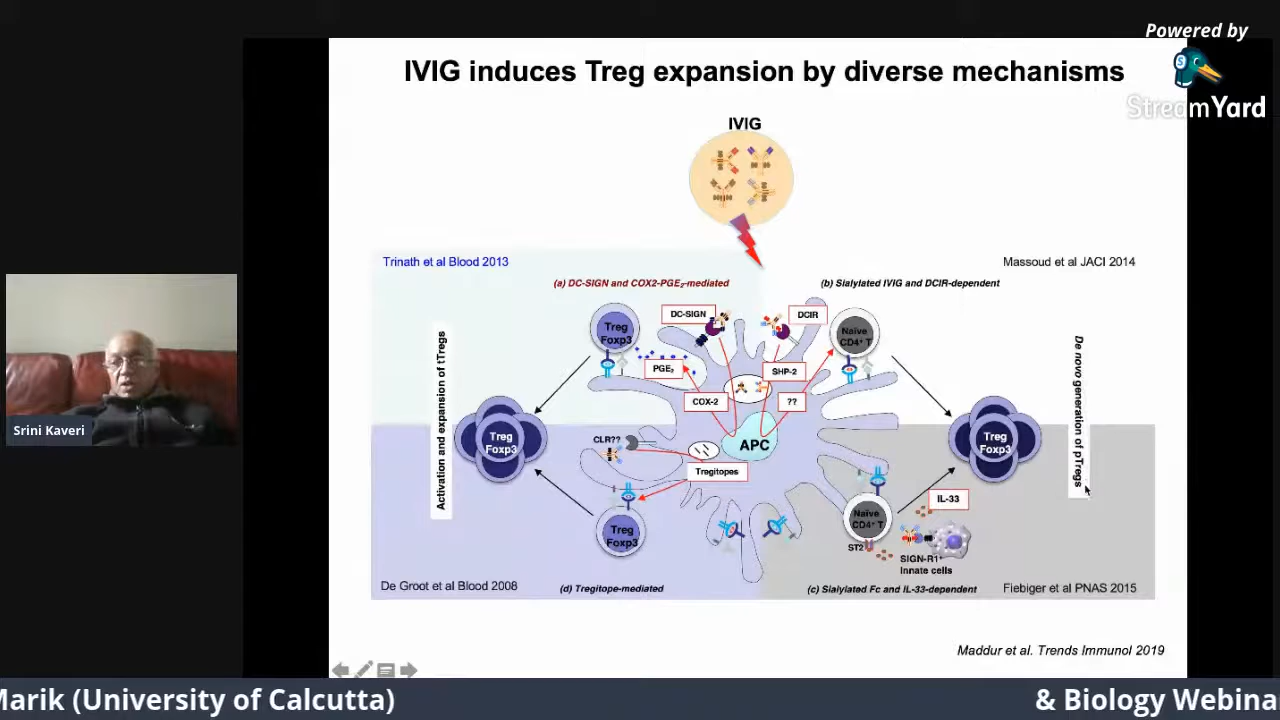 Powered by
StreamYard
IVIG induces Treg expansion by diverse mechanisms
IVIG
Trinath et al Blood 2013
Massoud et al JACI 2014
(a) DC-SIGN and COX2-PGE₂-mediated
(b) Sialylated IVIG and DCIR-dependent
Treg
Foxp3
DC-SIGN
DCIR
Naïve
CD4⁺ T
PGE₂
SHP-2
COX-2
??
Activation and expansion of tTregs
Treg
Foxp3
CLR??
APC
Tregitopes
Treg
Foxp3
De novo generation of pTregs
IL-33
Treg
Foxp3
Naïve
CD4⁺ T
ST2
SIGN-R1⁺
Innate cells
De Groot et al Blood 2008
(d) Tregitope-mediated
(c) Sialylated Fc and IL-33-dependent
Fiebiger et al PNAS 2015
Maddur et al. Trends Immunol 2019
Srini Kaveri
Marik (University of Calcutta)
& Biology Webina